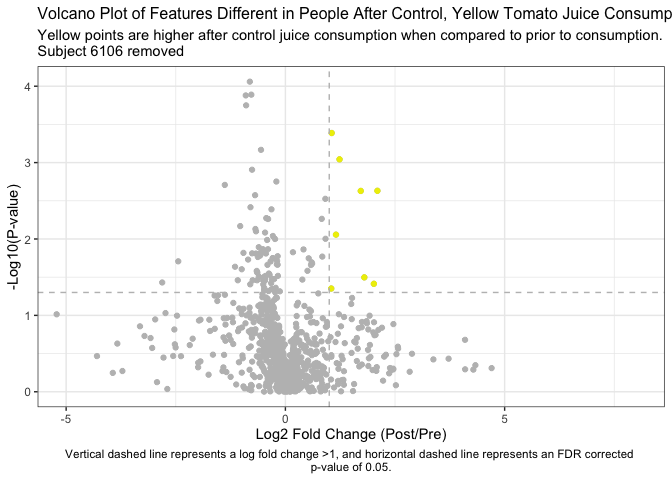 Volcano Plot of Features Different in People After Control, Yellow Tomato Juice Consump
Yellow points are higher after control juice consumption when compared to prior to consumption.
Subject 6106 removed
4
3
2
1
0
-Log10(P-value)
-5
0
5
Log2 Fold Change (Post/Pre)
Vertical dashed line represents a log fold change >1, and horizontal dashed line represents an FDR corrected
p-value of 0.05.